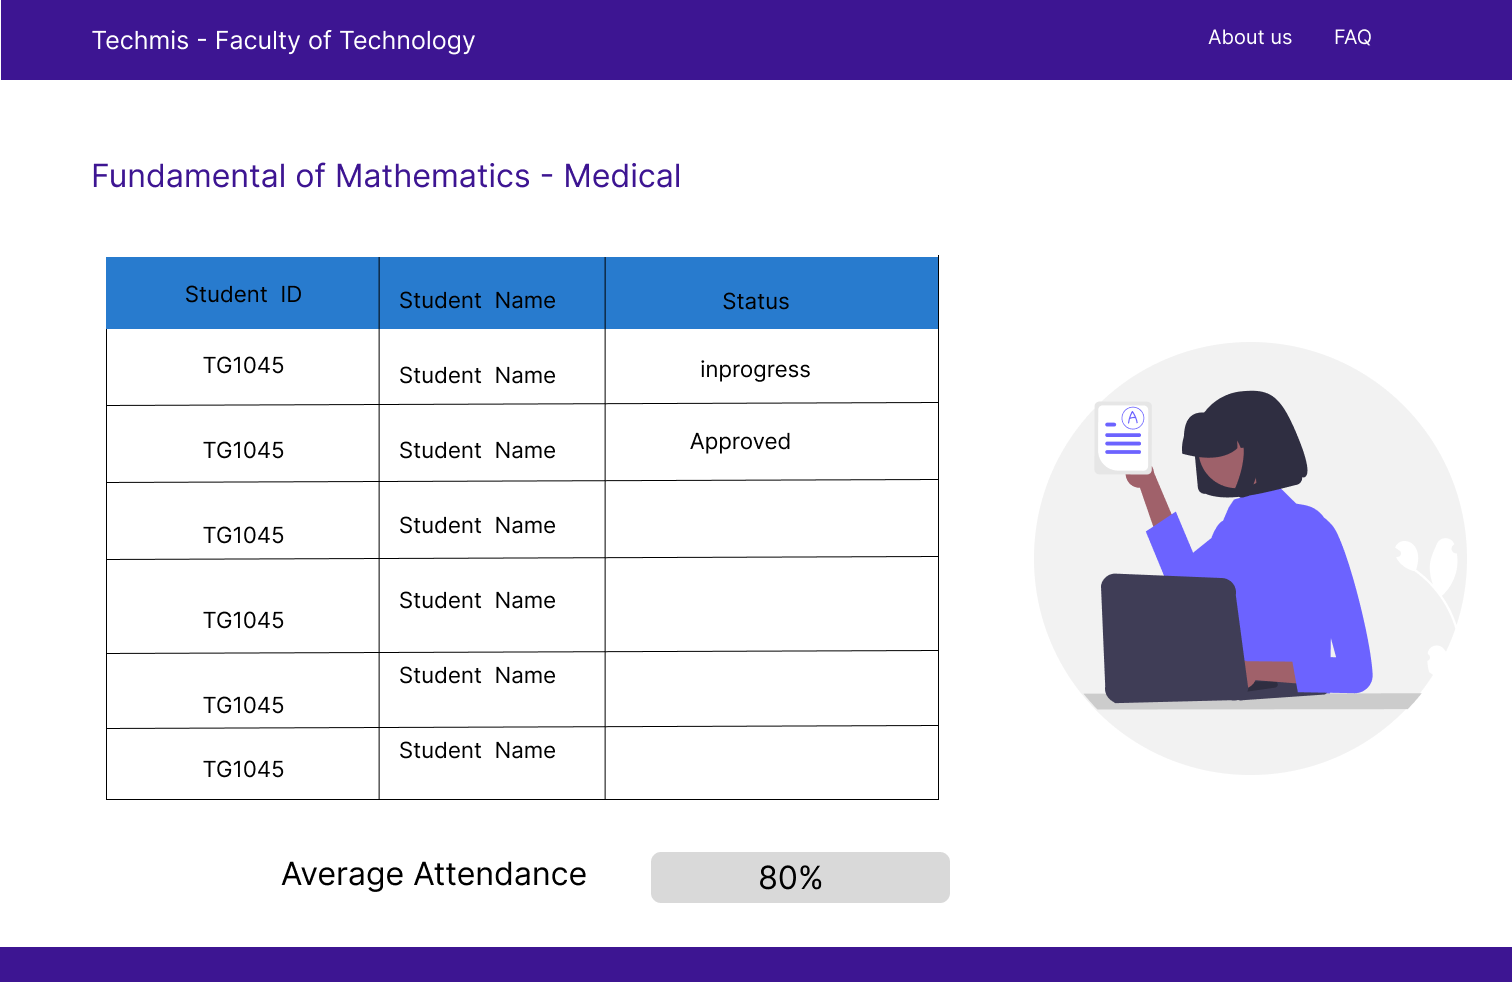 Techmis - Faculty of Technology
About us FAQ
Fundamental of Mathematics - Medical
Student ID Student Name Status
TG1045 Student Name inprogress
TG1045 Student Name Approved
TG1045 Student Name
TG1045 Student Name
TG1045 Student Name
TG1045 Student Name
A
Average Attendance 80%